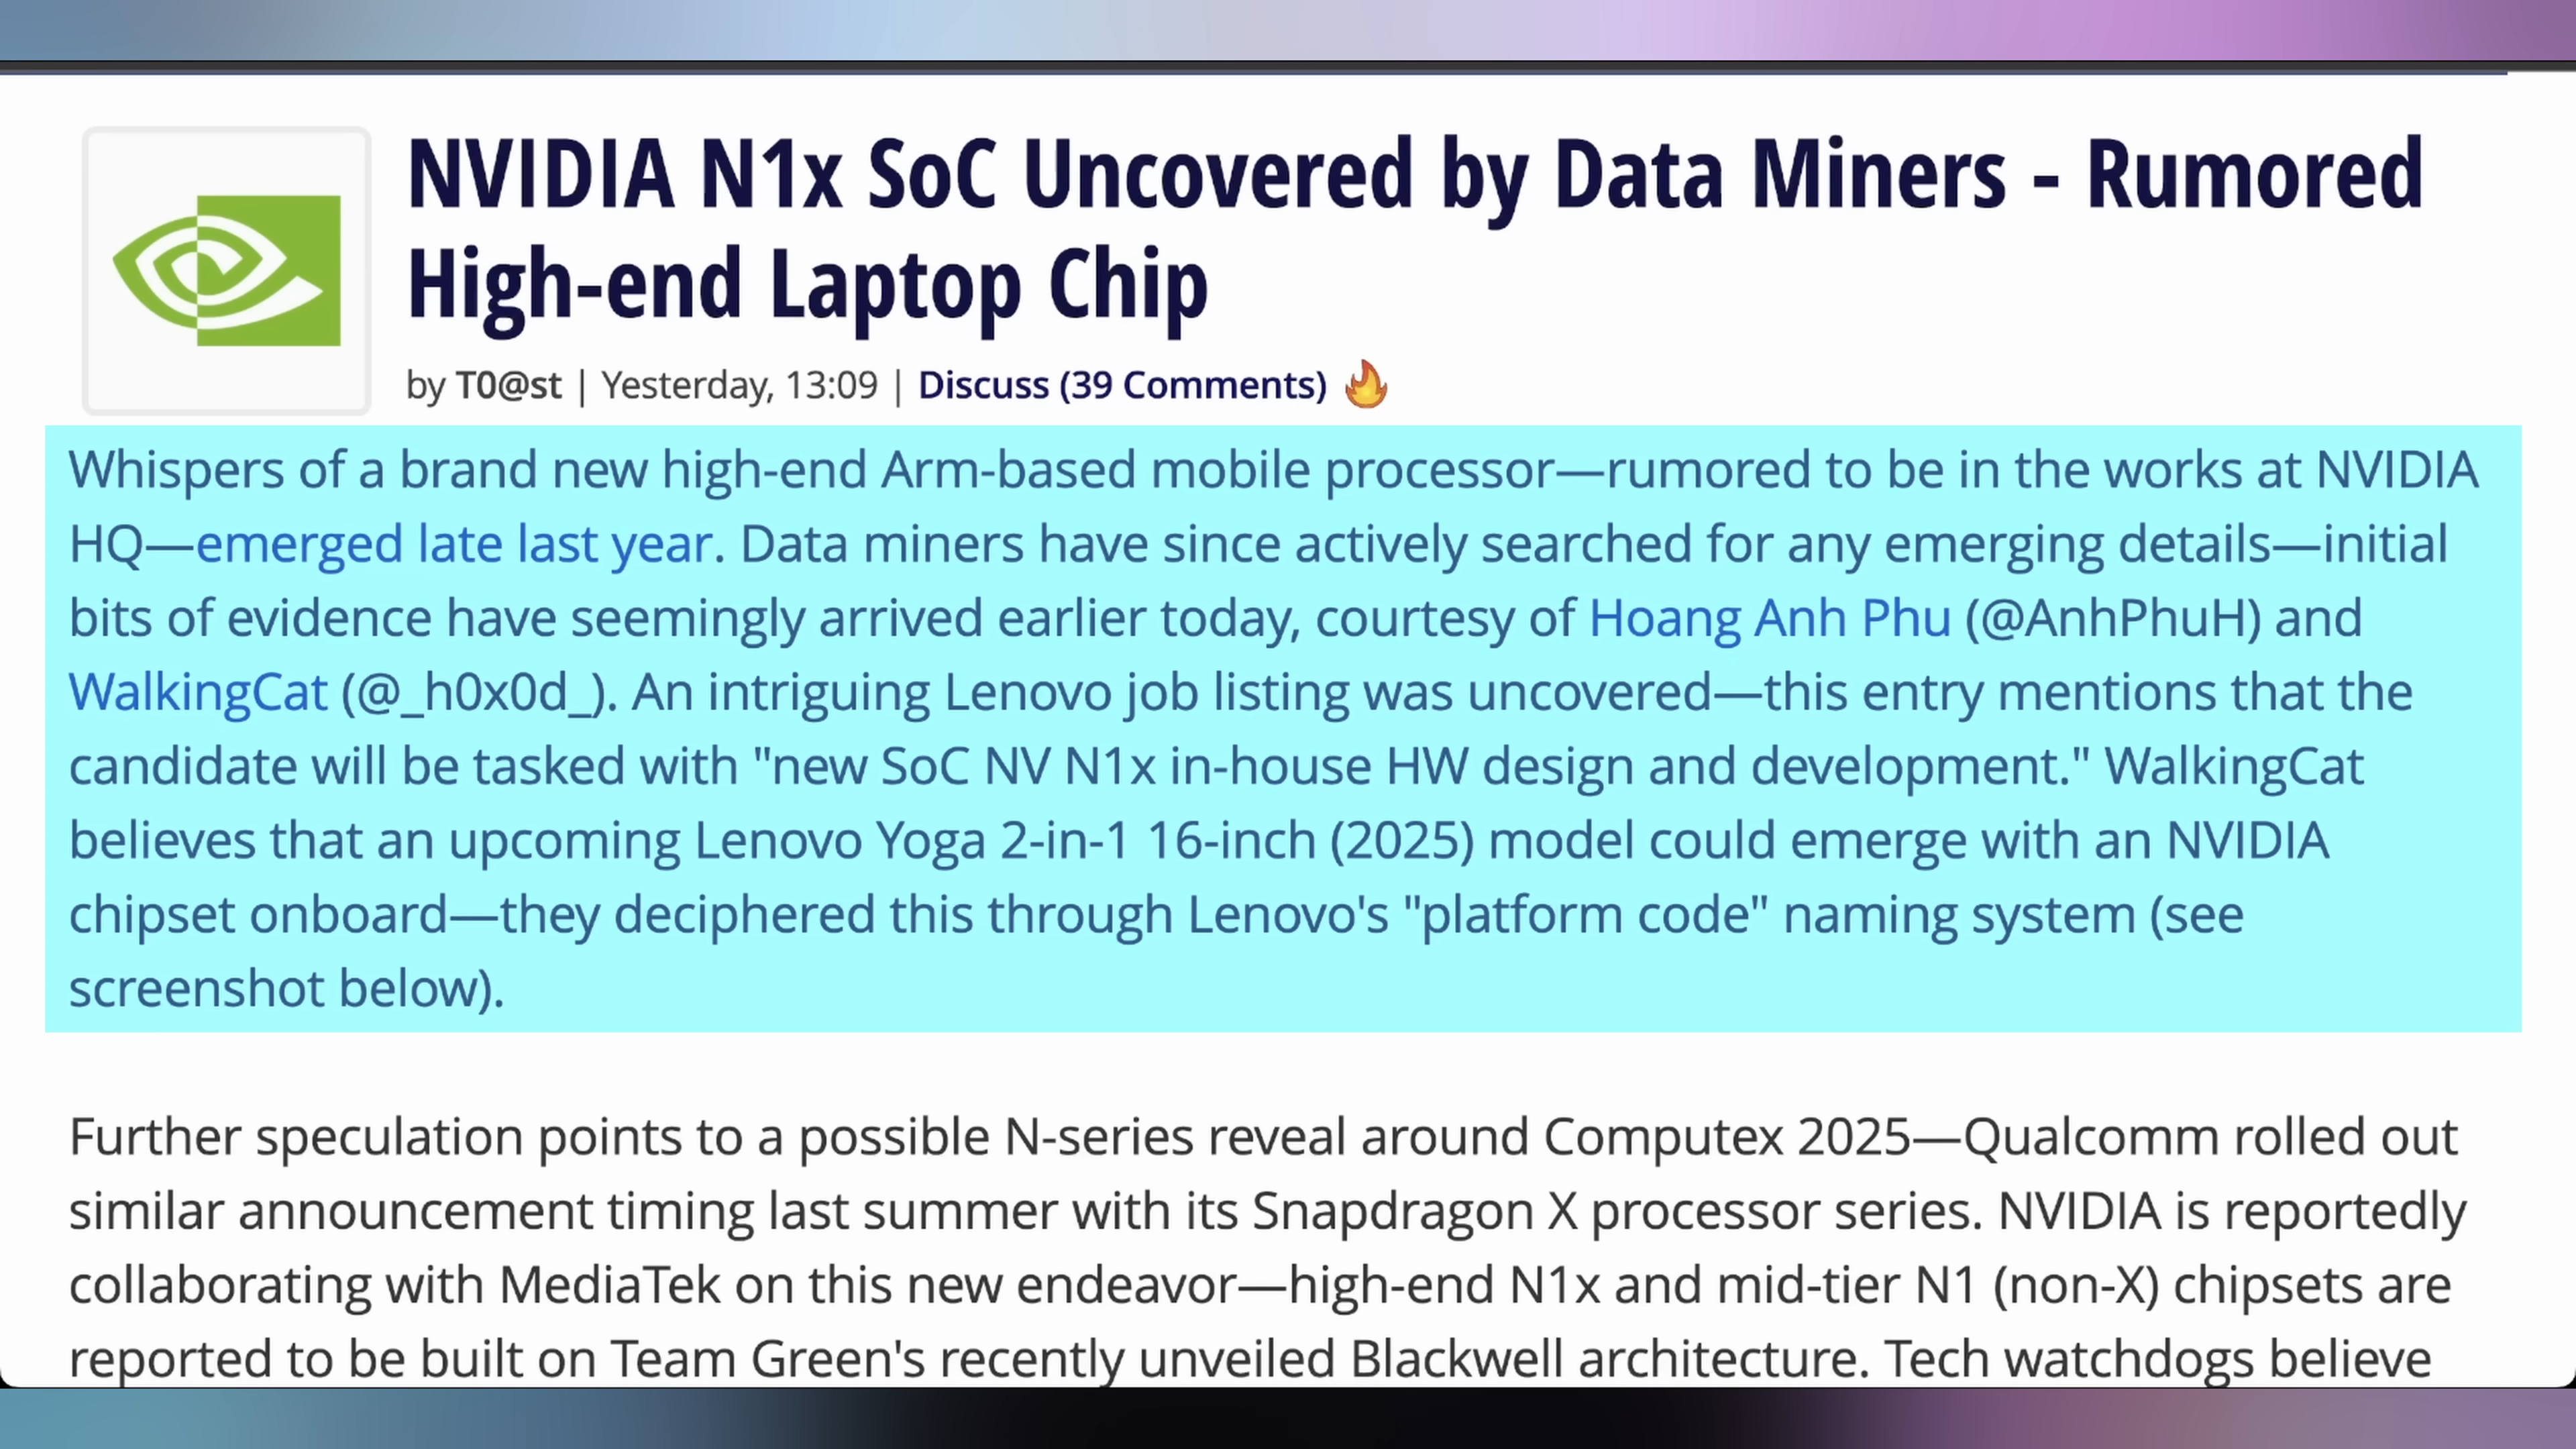 NVIDIA N1x SoC Uncovered by Data Miners - Rumored
High-end Laptop Chip
by T0@st | Yesterday, 13:09 | Discuss (39 Comments) 🔥
Whispers of a brand new high-end Arm-based mobile processor—rumored to be in the works at NVIDIA
HQ—emerged late last year. Data miners have since actively searched for any emerging details—initial
bits of evidence have seemingly arrived earlier today, courtesy of Hoang Anh Phu (@AnhPhuH) and
WalkingCat (@_h0x0d_). An intriguing Lenovo job listing was uncovered—this entry mentions that the
candidate will be tasked with "new SoC NV N1x in-house HW design and development." WalkingCat
believes that an upcoming Lenovo Yoga 2-in-1 16-inch (2025) model could emerge with an NVIDIA
chipset onboard—they deciphered this through Lenovo's "platform code" naming system (see
screenshot below).
Further speculation points to a possible N-series reveal around Computex 2025—Qualcomm rolled out
similar announcement timing last summer with its Snapdragon X processor series. NVIDIA is reportedly
collaborating with MediaTek on this new endeavor—high-end N1x and mid-tier N1 (non-X) chipsets are
reported to be built on Team Green's recently unveiled Blackwell architecture. Tech watchdogs believe